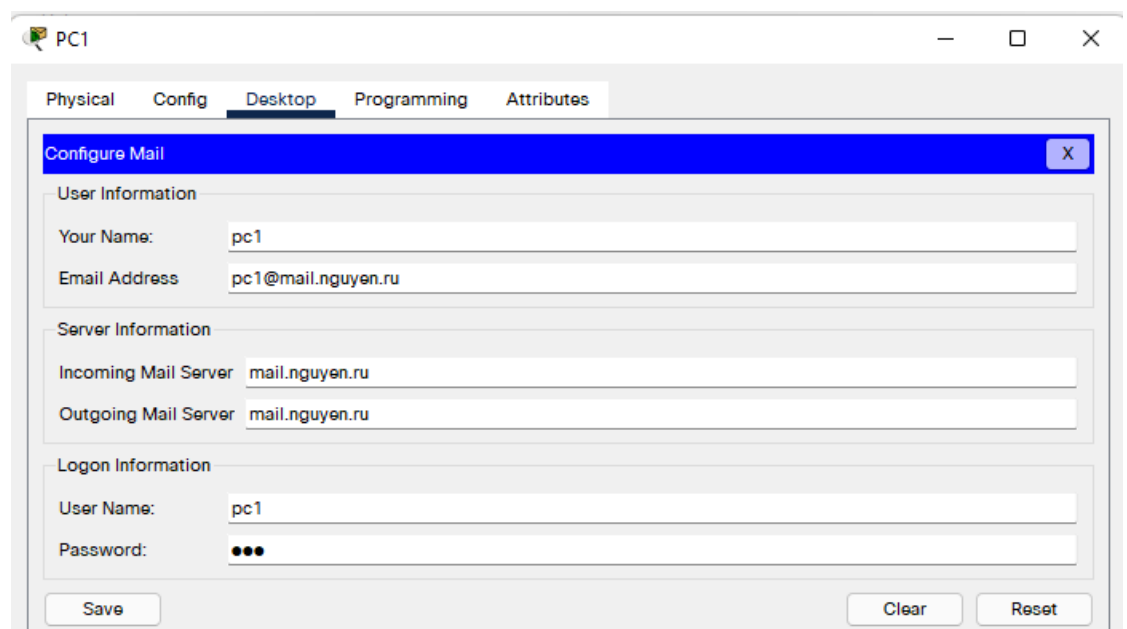 PC1
Physical Config Desktop Programming Attributes
Configure Mail X
User Information
Your Name: pc1
Email Address pc1@mail.nguyen.ru
Server Information
Incoming Mail Server mail.nguyen.ru
Outgoing Mail Server mail.nguyen.ru
Logon Information
User Name: pc1
Password: ●●●
Save Clear Reset